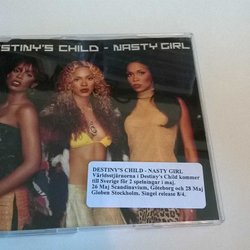 DESTINY'S CHILD - NASTY GIRL
DESTINY'S CHILD - NASTY GIRL
Världsstjärnorna i Destiny's Child kommer
till Sverige för 2 spelningar i maj.
26 Maj Scandinavium, Göteborg och 28 Maj
Globen Stockholm. Singel release 8/4.